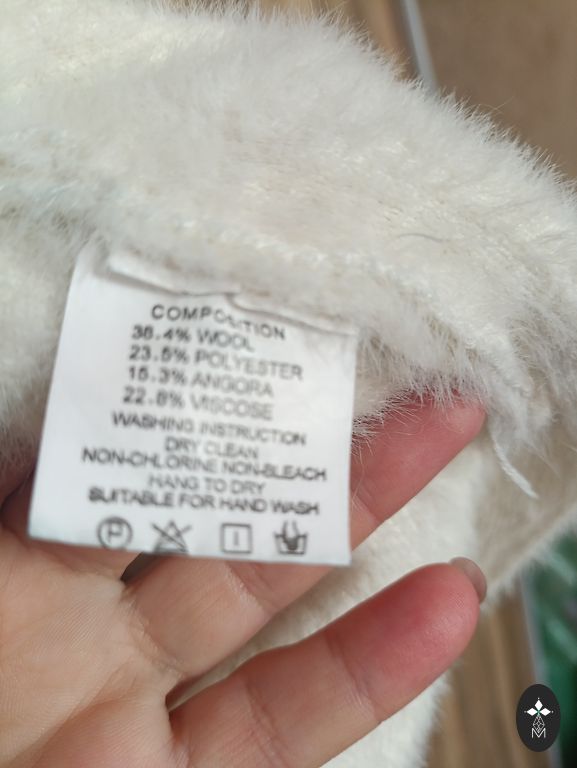 COMPOSITION
38.4% WOOL
23.5% POLYESTER
15.3% ANGORA
22.8% VISCOSE
WASHING INSTRUCTION
DRY CLEAN
NON-CHLORINE NON-BLEACH
HANG TO DRY
SUITABLE FOR HAND WASH
P